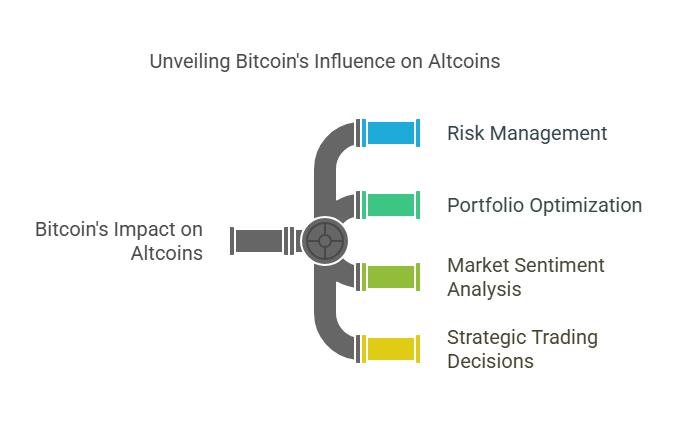 Unveiling Bitcoin's Influence on Altcoins
Risk Management
Portfolio Optimization
Bitcoin's Impact on
Altcoins
Market Sentiment
Analysis
Strategic Trading
Decisions